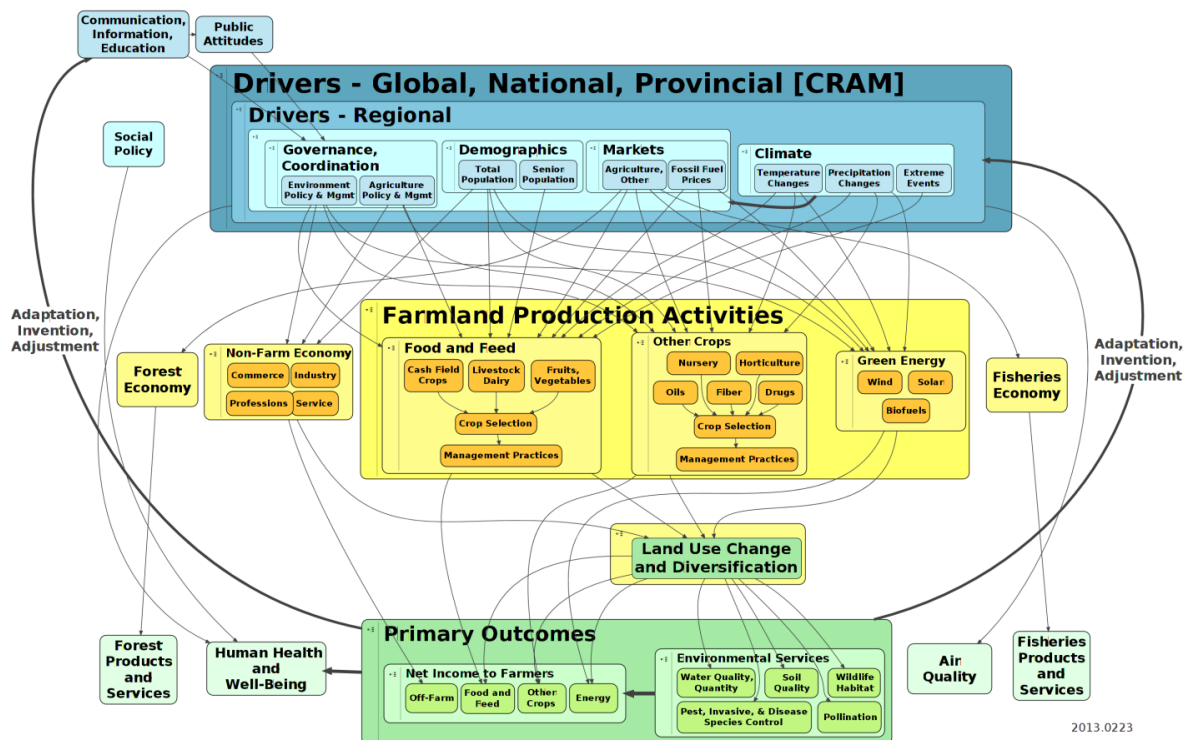 Communication,
Information,
Education
Public
Attitudes
Drivers - Global, National, Provincial [CRAM]
Drivers - Regional
Social
Policy
Governance,
Coordination
Environment
Policy & Mgmt
Agriculture
Policy & Mgmt
Demographics
Total
Population
Senior
Population
Markets
Agriculture,
Other
Fossil Fuel
Prices
Climate
Temperature
Changes
Precipitation
Changes
Extreme
Events
Adaptation,
Invention,
Adjustment
Adaptation,
Invention,
Adjustment
Farmland Production Activities
Forest
Economy
Non-Farm Economy
Commerce
Industry
Professions
Service
Food and Feed
Cash Field
Crops
Livestock
Dairy
Fruits,
Vegetables
Crop Selection
Management Practices
Other Crops
Nursery
Horticulture
Oils
Fiber
Drugs
Crop Selection
Management Practices
Green Energy
Wind
Solar
Biofuels
Fisheries
Economy
Land Use Change
and Diversification
Primary Outcomes
Forest
Products
and
Services
Human Health
and
Well-Being
Net Income to Farmers
Off-Farm
Food and
Feed
Other
Crops
Energy
Environmental Services
Water Quality,
Quantity
Soil
Quality
Wildlife
Habitat
Pest, Invasive, & Disease
Species Control
Pollination
Air
Quality
Fisheries
Products
and
Services
2013.0223